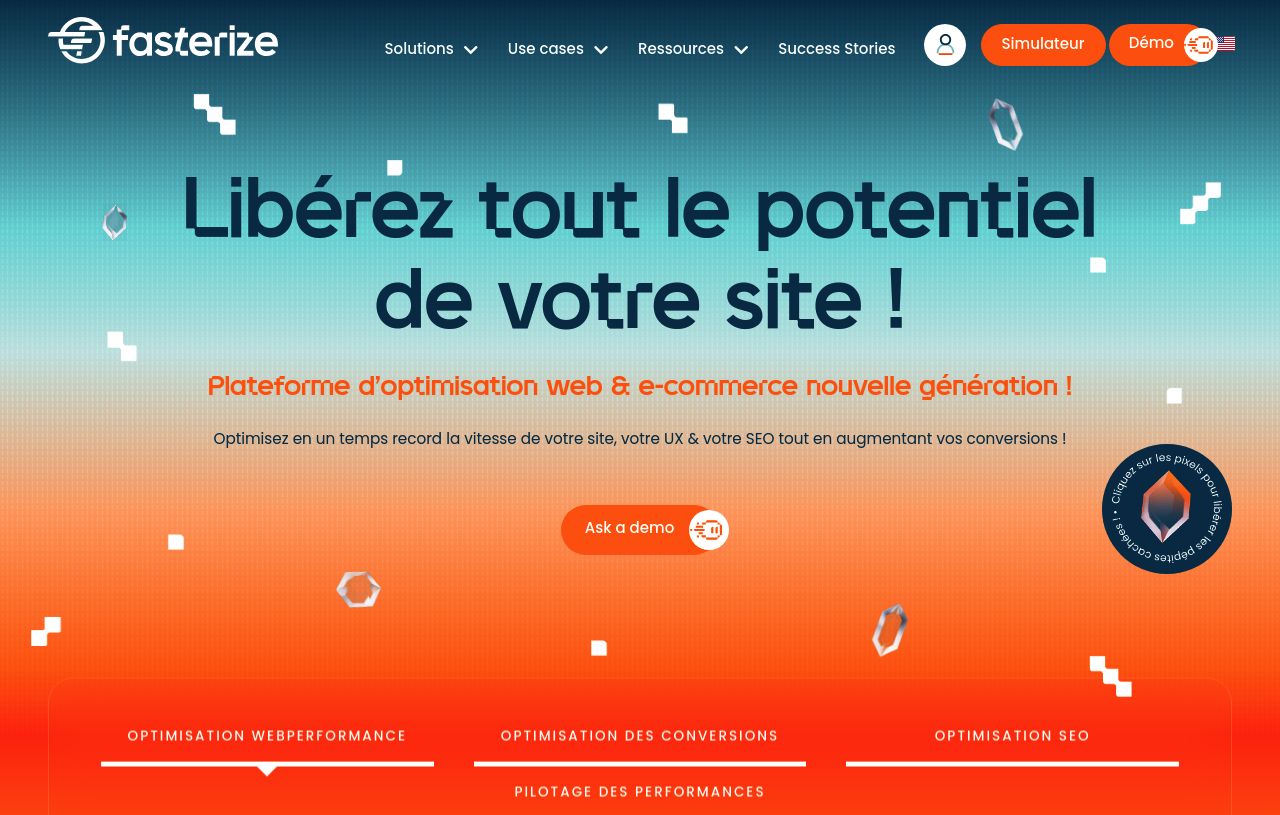 fasterize
Solutions Use cases Ressources Success Stories Simulateur Démo
Libérez tout le potentiel
de votre site !
Plateforme d'optimisation web & e-commerce nouvelle génération !
Optimisez en un temps record la vitesse de votre site, votre UX & votre SEO tout en augmentant vos conversions !
Cliquez sur les pixels pour libérer les pépites cachées ! •
Ask a demo
OPTIMISATION WEBPERFORMANCE OPTIMISATION DES CONVERSIONS OPTIMISATION SEO
PILOTAGE DES PERFORMANCES